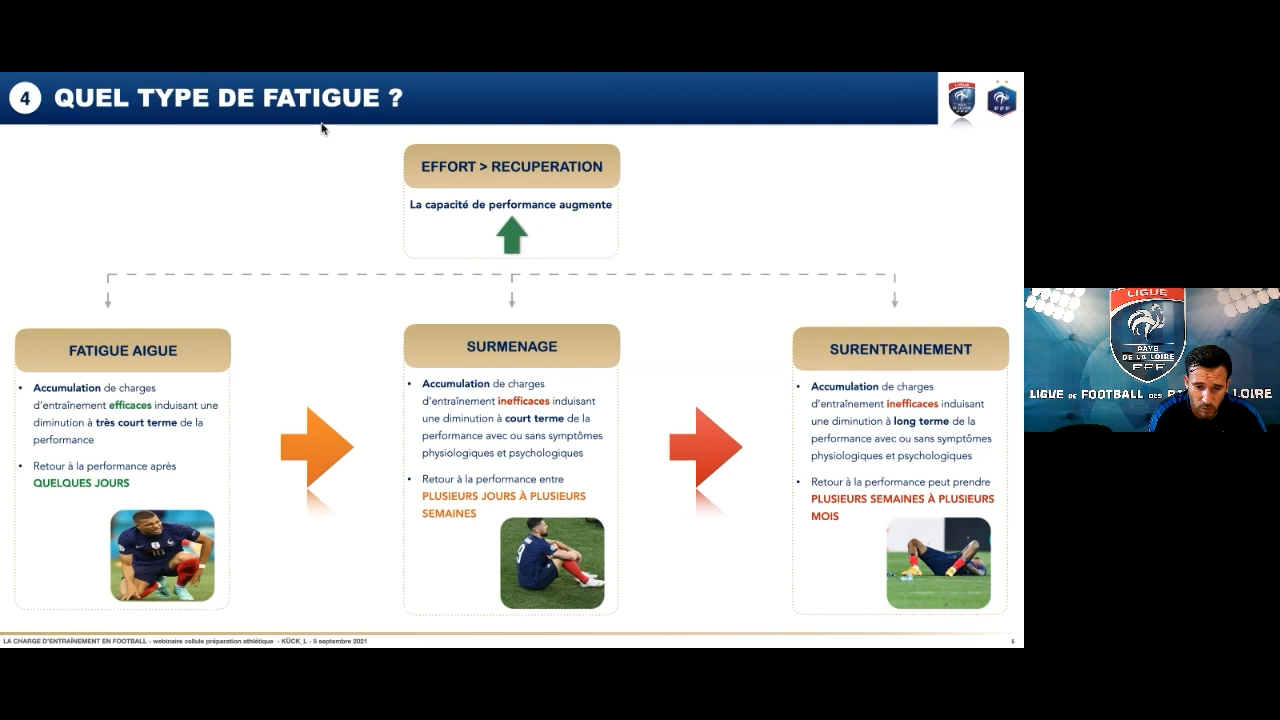 4 QUEL TYPE DE FATIGUE ?
EFFORT > RECUPERATION
La capacité de performance augmente
FATIGUE AIGUE
• Accumulation de charges
d’entraînement efficaces induisant une
diminution à très court terme de la
performance
• Retour à la performance après
QUELQUES JOURS
SURMENAGE
• Accumulation de charges
d’entraînement inefficaces induisant
une diminution à court terme de la
performance avec ou sans symptômes
physiologiques et psychologiques
• Retour à la performance entre
PLUSIEURS JOURS À PLUSIEURS
SEMAINES
SURENTRAINEMENT
• Accumulation de charges
d’entraînement inefficaces induisant
une diminution à long terme de la
performance avec ou sans symptômes
physiologiques et psychologiques
• Retour à la performance peut prendre
PLUSIEURS SEMAINES À PLUSIEURS
MOIS
LA CHARGE D’ENTRAÎNEMENT EN FOOTBALL - webinaire cellule préparation athlétique - KÜCK_L - 5 septembre 2021
5
LIGUE
PAYS
DE LA LOIRE
FFF
LIGUE DE FOOTBALL DES LOIRE
FFF
9